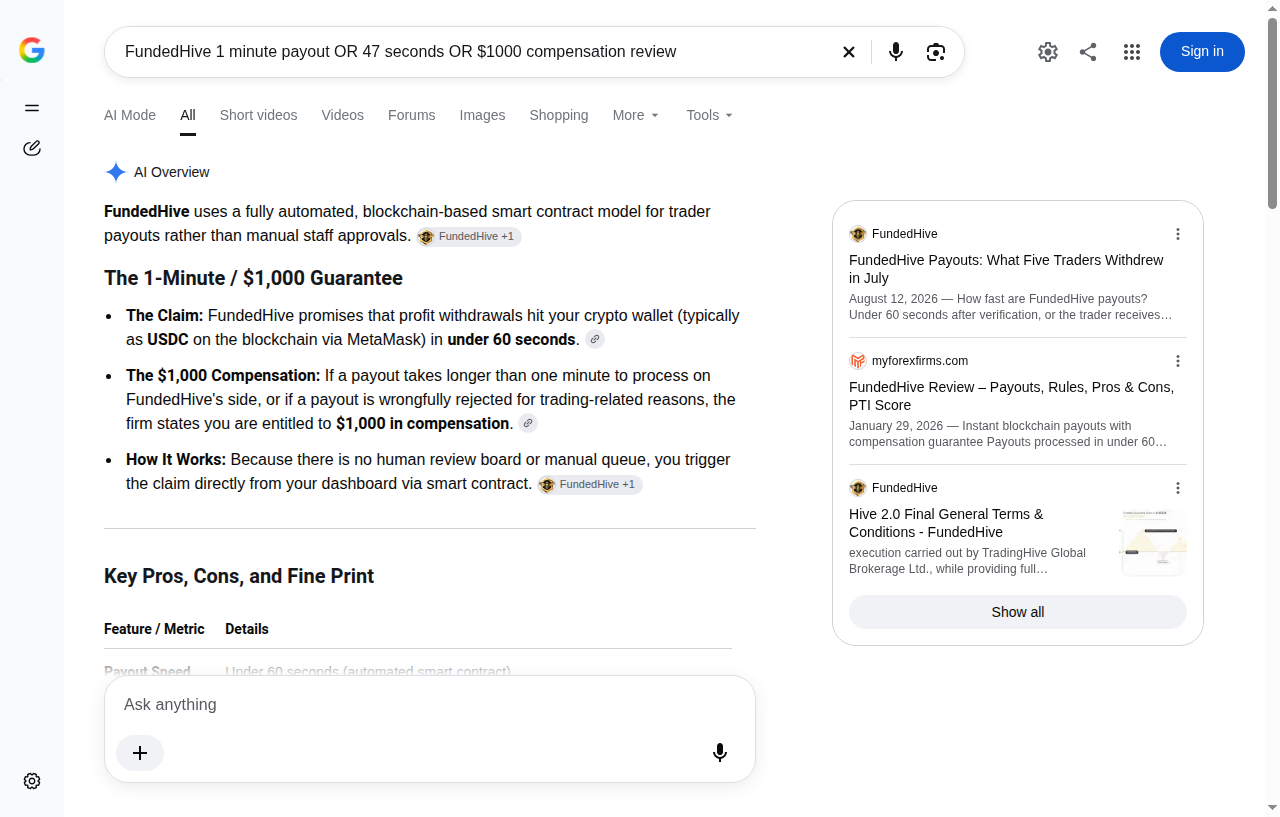 FundedHive 1 minute payout OR 47 seconds OR $1000 compensation review
Sign in
AI Mode
All
Short videos
Videos
Forums
Images
Shopping
More
Tools
AI Overview
FundedHive uses a fully automated, blockchain-based smart contract model for trader
payouts rather than manual staff approvals. FundedHive +1
The 1-Minute / $1,000 Guarantee
• The Claim: FundedHive promises that profit withdrawals hit your crypto wallet (typically
as USDC on the blockchain via MetaMask) in under 60 seconds.
• The $1,000 Compensation: If a payout takes longer than one minute to process on
FundedHive's side, or if a payout is wrongfully rejected for trading-related reasons, the
firm states you are entitled to $1,000 in compensation.
• How It Works: Because there is no human review board or manual queue, you trigger
the claim directly from your dashboard via smart contract. FundedHive +1
Key Pros, Cons, and Fine Print
Feature / Metric Details
Payout Speed Under 60 seconds (automated smart contract)
Ask anything
FundedHive
FundedHive Payouts: What Five Traders Withdrew
in July
August 12, 2026 — How fast are FundedHive payouts?
Under 60 seconds after verification, or the trader receives…
myforexfirms.com
FundedHive Review – Payouts, Rules, Pros & Cons,
PTI Score
January 29, 2026 — Instant blockchain payouts with
compensation guarantee Payouts processed in under 60…
FundedHive
Hive 2.0 Final General Terms &
Conditions - FundedHive
execution carried out by TradingHive Global
Brokerage Ltd., while providing full…
Show all